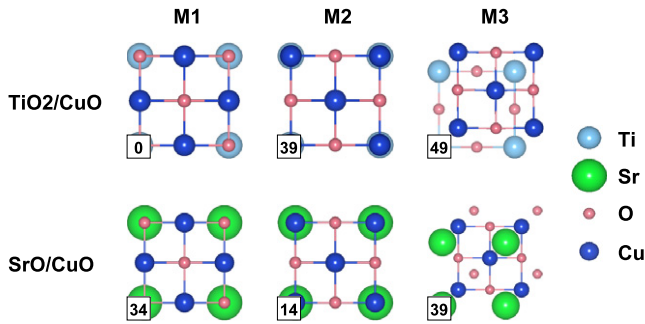 M1 M2 M3
TiO2/CuO
0 39 49
Ti
Sr
O
Cu
SrO/CuO
34 14 39